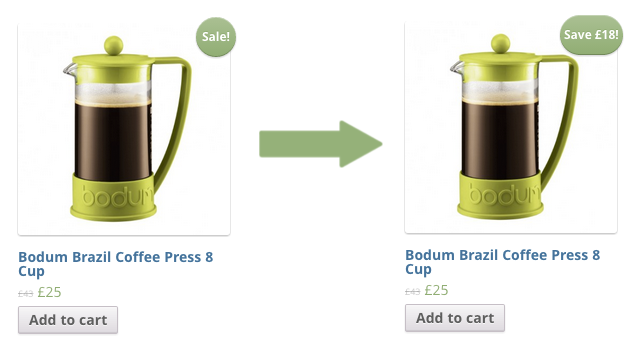 Sale!
bodum
Bodum Brazil Coffee Press 8
Cup
£43 £25
Add to cart
Save £18!
bodum
Bodum Brazil Coffee Press 8
Cup
£43 £25
Add to cart